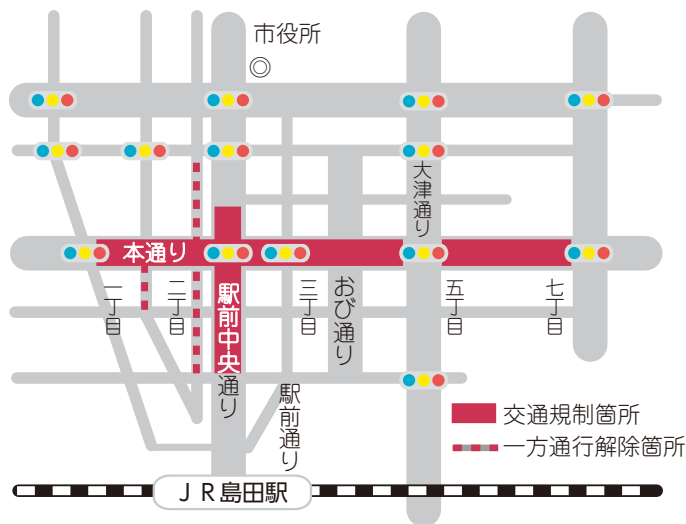 市役所
大津通り
本通り
一丁目
二丁目
駅前中央通り
三丁目
おび通り
五丁目
七丁目
駅前通り
交通規制箇所
一方通行解除箇所
ＪＲ島田駅